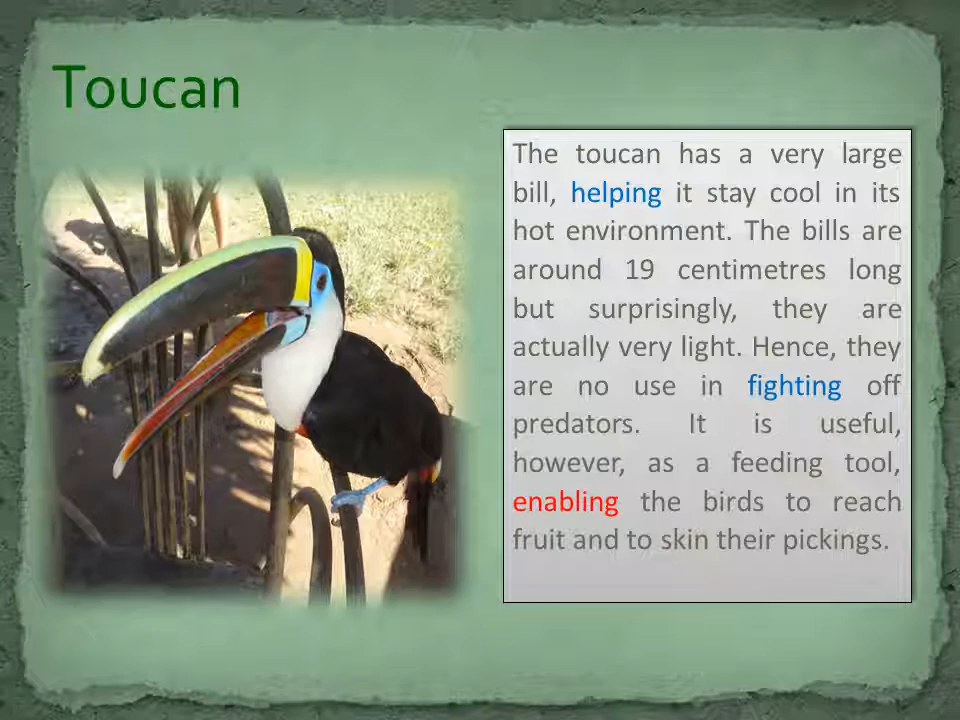 Toucan
The toucan has a very large
bill, helping it stay cool in its
hot environment. The bills are
around 19 centimetres long
but surprisingly, they are
actually very light. Hence, they
are no use in fighting off
predators. It is useful,
however, as a feeding tool,
enabling the birds to reach
fruit and to skin their pickings.